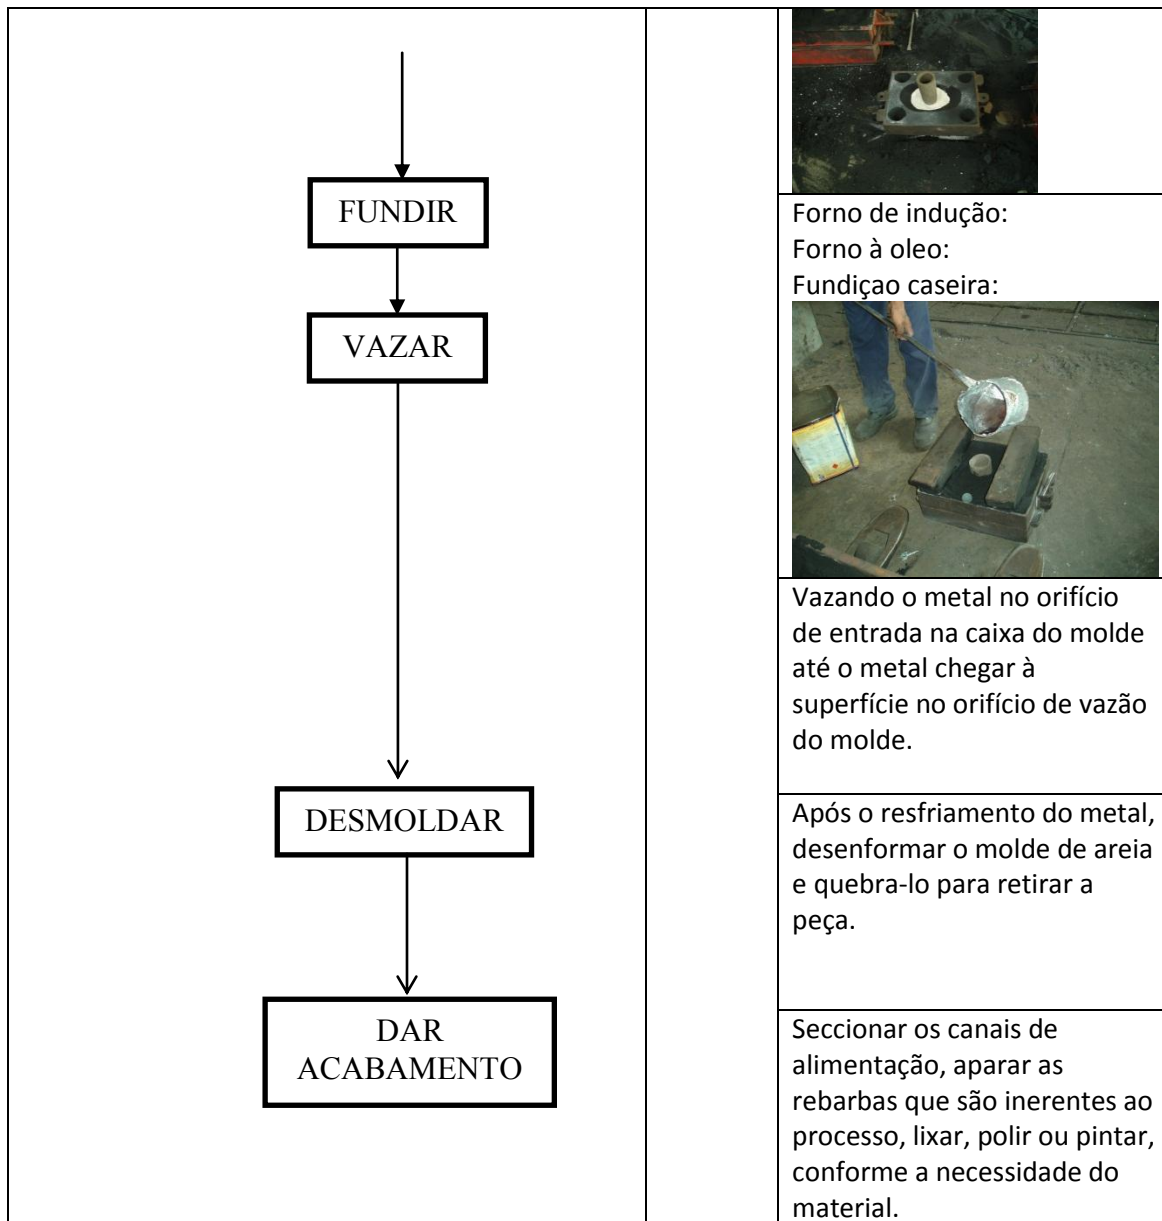 FUNDIR
VAZAR
DESMOLDAR
DAR
ACABAMENTO
Forno de indução:
Forno à oleo:
Fundiçao caseira:
Vazando o metal no orifício
de entrada na caixa do molde
até o metal chegar à
superfície no orifício de vazão
do molde.
Após o resfriamento do metal,
desenformar o molde de areia
e quebra-lo para retirar a
peça.
Seccionar os canais de
alimentação, aparar as
rebarbas que são inerentes ao
processo, lixar, polir ou pintar,
conforme a necessidade do
material.